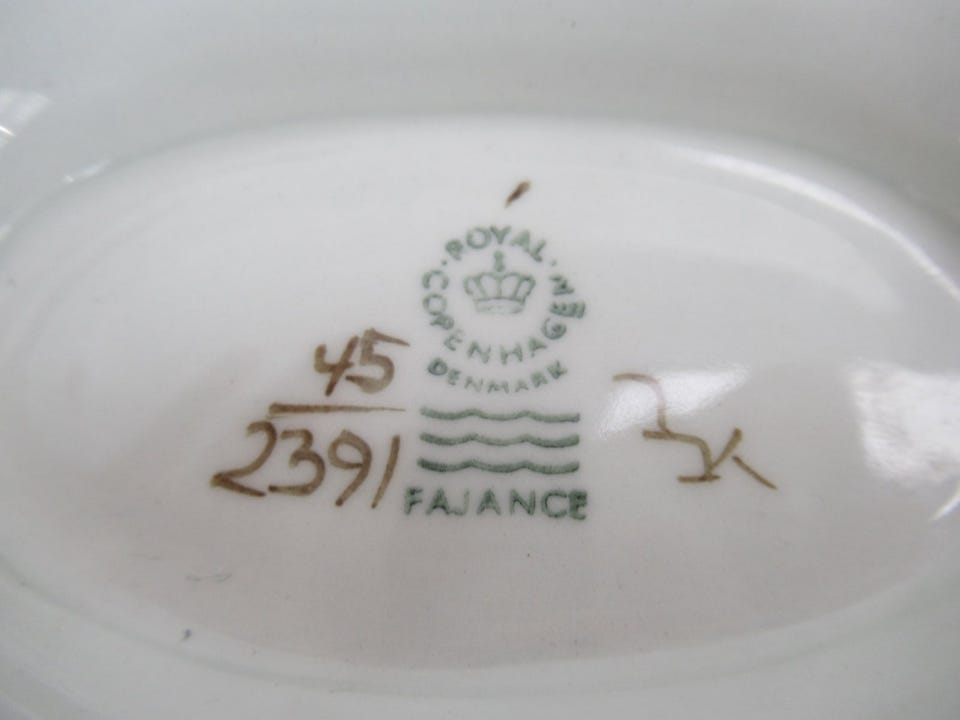 ROYAL COPENHAGEN
DENMARK
45
2391
FAJANCE